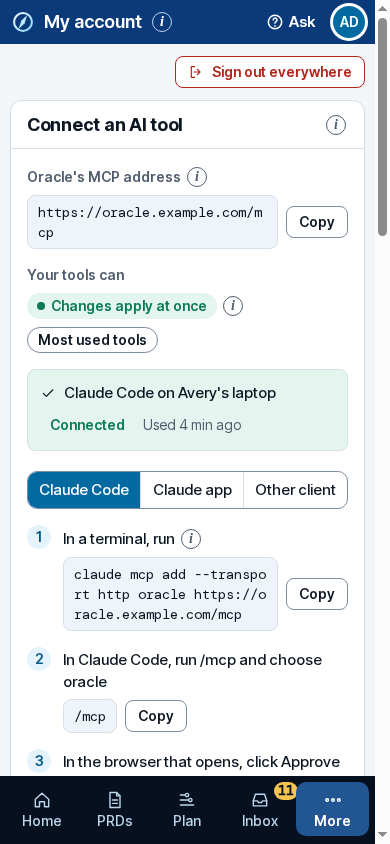 My account i Ask AD
Sign out everywhere
Connect an AI tool i
Oracle's MCP address i
https://oracle.example.com/m
cp
Copy
Your tools can
Changes apply at once i
Most used tools
Claude Code on Avery's laptop
Connected Used 4 min ago
Claude Code Claude app Other client
1 In a terminal, run i
claude mcp add --transpo
rt http oracle https://o
racle.example.com/mcp
Copy
2 In Claude Code, run /mcp and choose
oracle
/mcp Copy
3 In the browser that opens, click Approve
11
Home PRDs Plan Inbox More